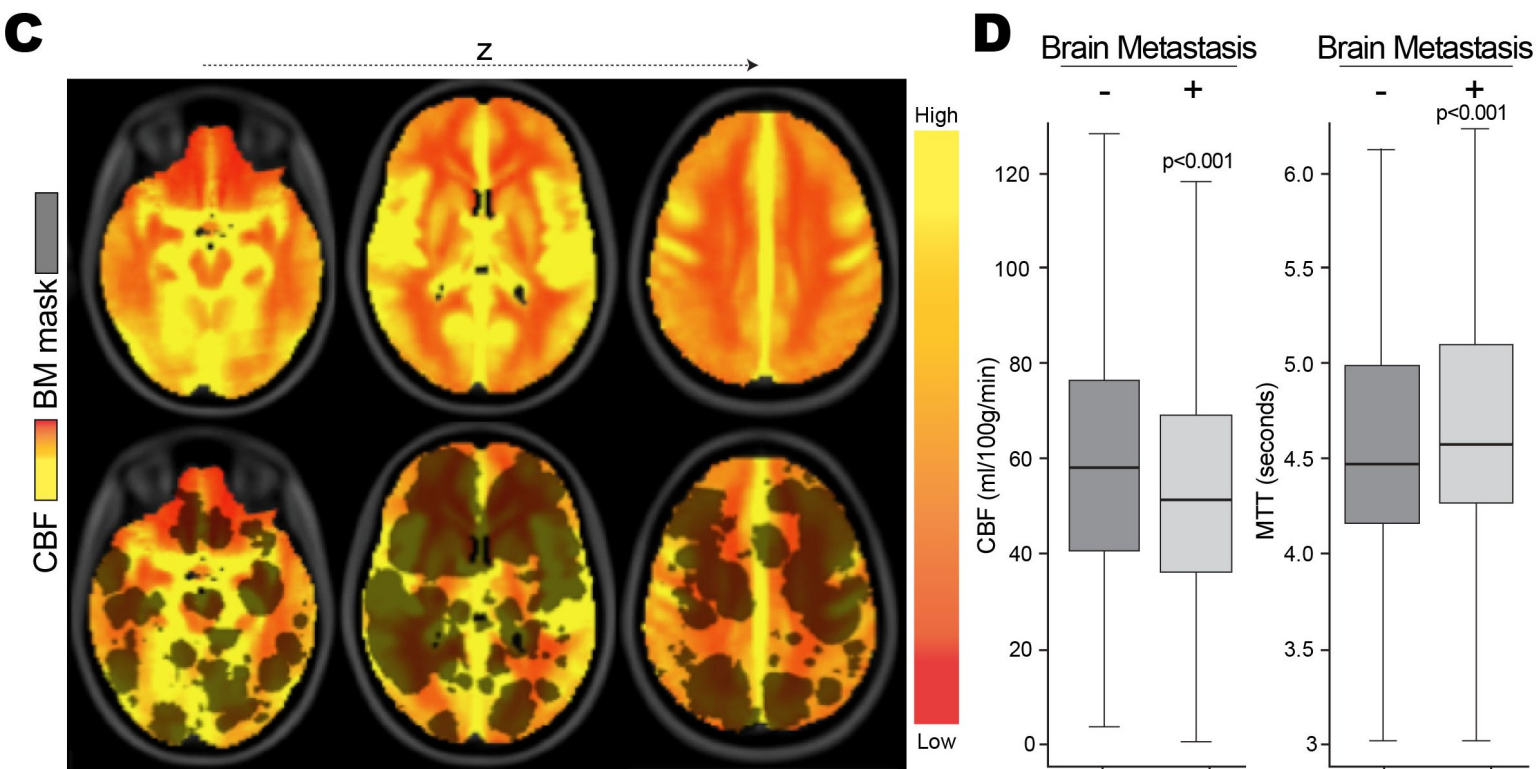 C
z
CBF
BM mask
High
Low
D
Brain Metastasis
- +
p<0.001
CBF (ml/100g/min)
120
100
80
60
40
20
0
Brain Metastasis
- +
p<0.001
MTT (seconds)
6.0
5.5
5.0
4.5
4.0
3.5
3